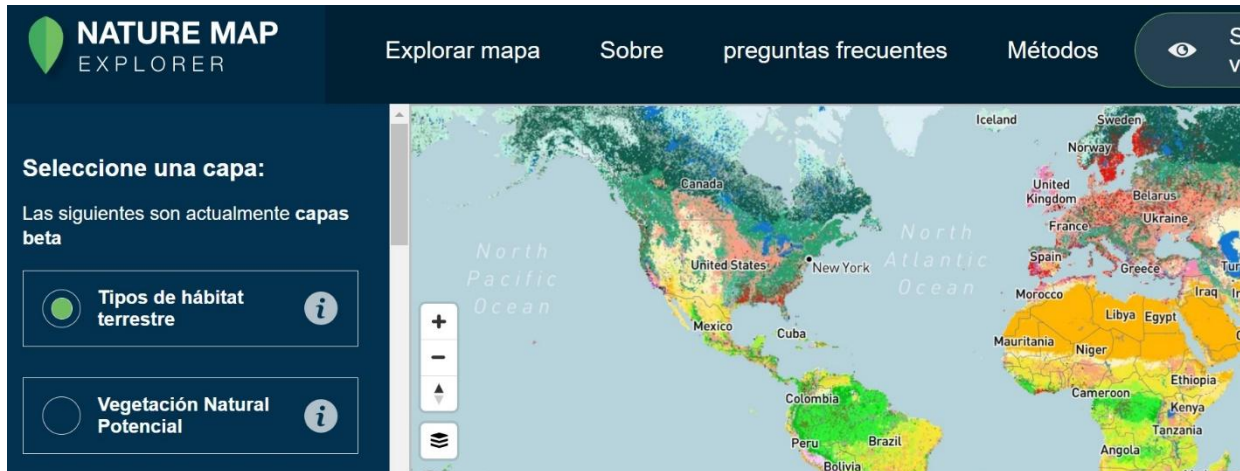 NATURE MAP
EXPLORER
Explorar mapa
Sobre
preguntas frecuentes
Métodos
S
v
Seleccione una capa:
Las siguientes son actualmente capas
beta
Tipos de hábitat
terrestre
i
Vegetación Natural
Potencial
i
Iceland
Sweden
Norway
Canada
United
Kingdom
Belarus
Ukraine
France
North
Pacific
Ocean
North
Atlantic
Ocean
United States
New York
Spain
Greece
Tur
Morocco
Iraq
Ir
Libya
Egypt
Mexico
Cuba
Mauritania
Niger
Colombia
Cameroon
Ethiopia
Kenya
Tanzania
Peru
Brazil
Angola
Bolivia
+
−